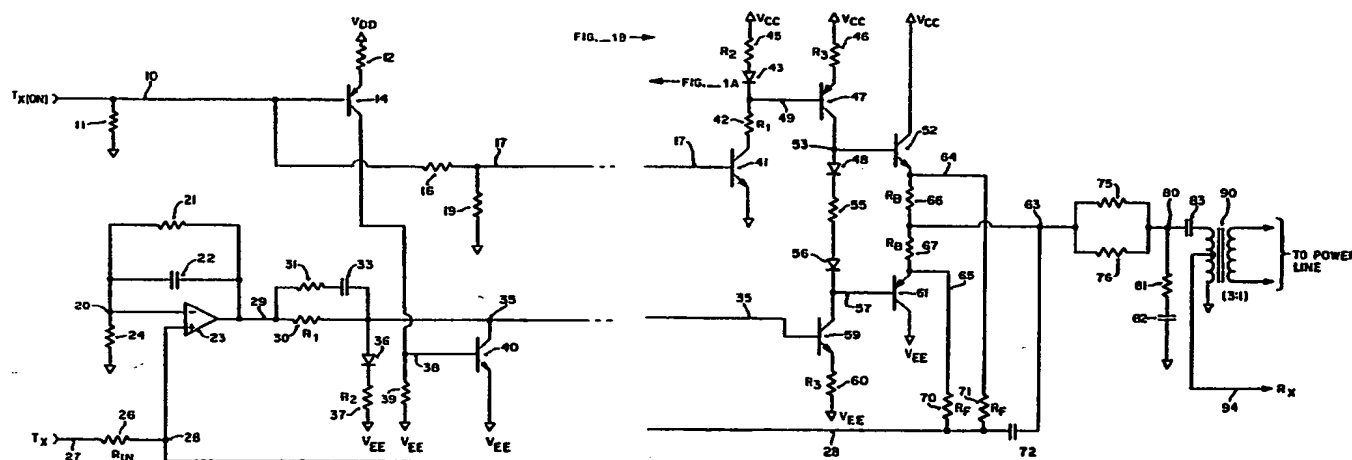 VCC VCC VCC
FIG._1B
45 R2 R3 46
VDD
12
43
FIG._1A
10
TX(ON)
14
47
11
42 R1 49 52
17 17
53
41
16
48
64
19
RB 66
55
75
63 80 83 90
21
RB 67
22
31 33
56
65
TO POWER LINE
76
81
(3:1)
20
35 35
57 61
23 29
30 R1
36
40
59
82
24
38
VEE
R2 37
39
R3 60
70 71
RX
26
RF RF
94
VEE VEE VEE
VEE
TX
27 RIN 28
28 72